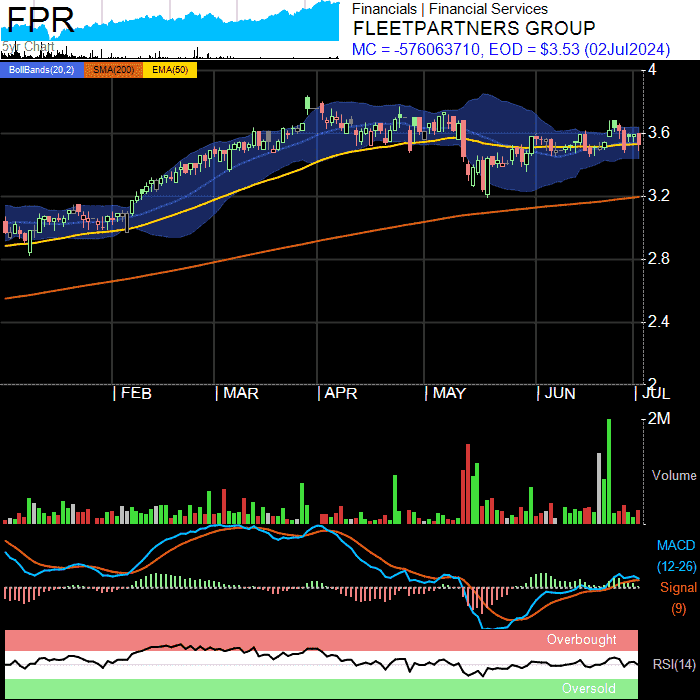 FPR
5yr Chart
Financials | Financial Services
FLEETPARTNERS GROUP
MC = -576063710, EOD = $3.53 (02Jul2024)
BollBands(20,2) SMA(200) EMA(50)
4
3.6
3.2
2.8
2.4
2
FEB MAR APR MAY JUN JUL
2M
Volume
MACD
(12-26)
Signal
(9)
Overbought
RSI(14)
Oversold